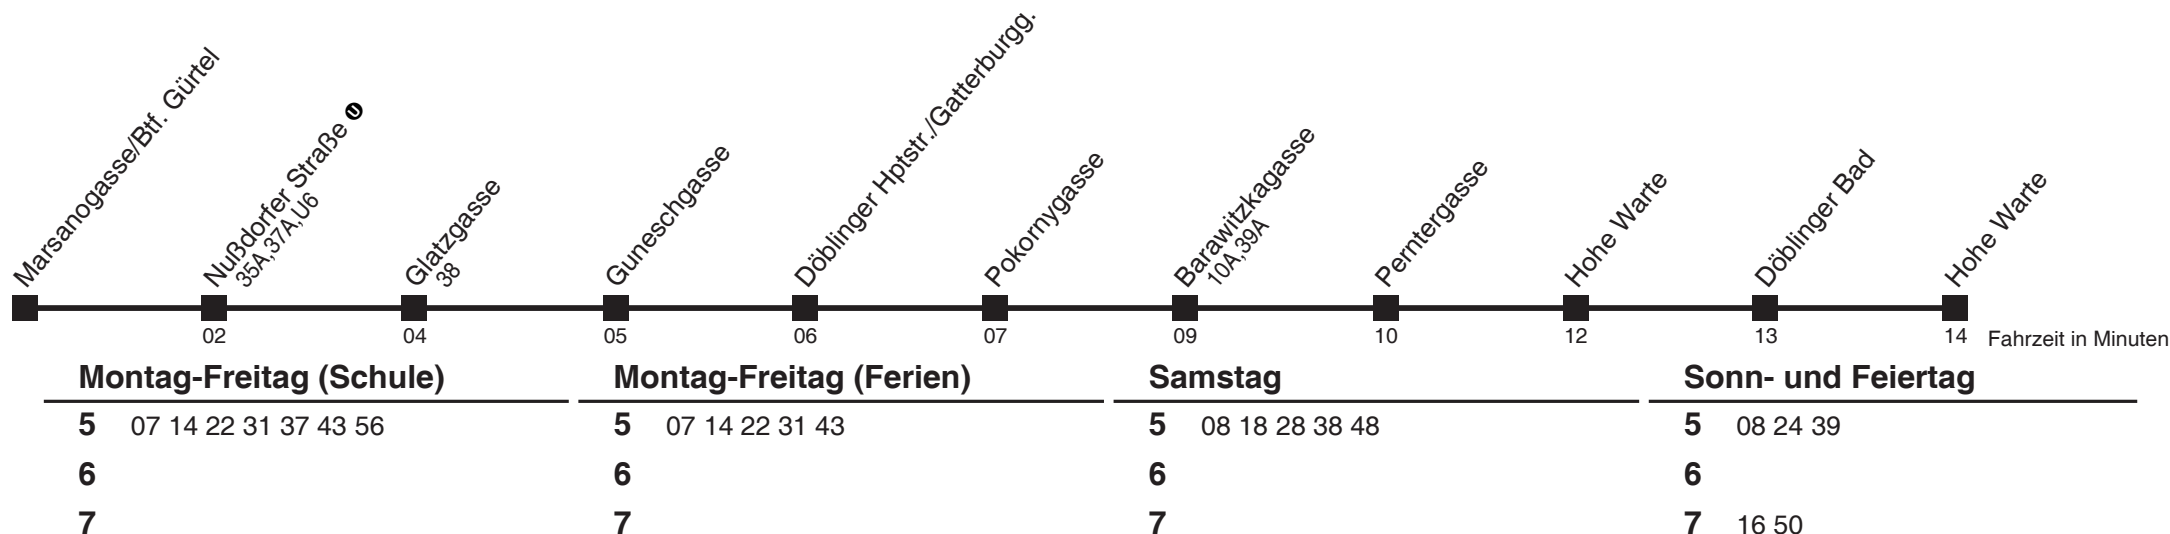 Marsanogasse/Btf. Gürtel
Nußdorfer Straße U
35A,37A,U6
Glatzgasse
38
Guneschgasse
Döblinger Hptstr./Gatterburgg.
Pokornygasse
Barawitzkagasse
10A,39A
Perntergasse
Hohe Warte
Döblinger Bad
Hohe Warte
02 04 05 06 07 09 10 12 13 14 Fahrzeit in Minuten
Montag-Freitag (Schule) Montag-Freitag (Ferien) Samstag Sonn- und Feiertag
5 07 14 22 31 37 43 56 5 07 14 22 31 43 5 08 18 28 38 48 5 08 24 39
6 6 6 6
7 7 7 7 16 50